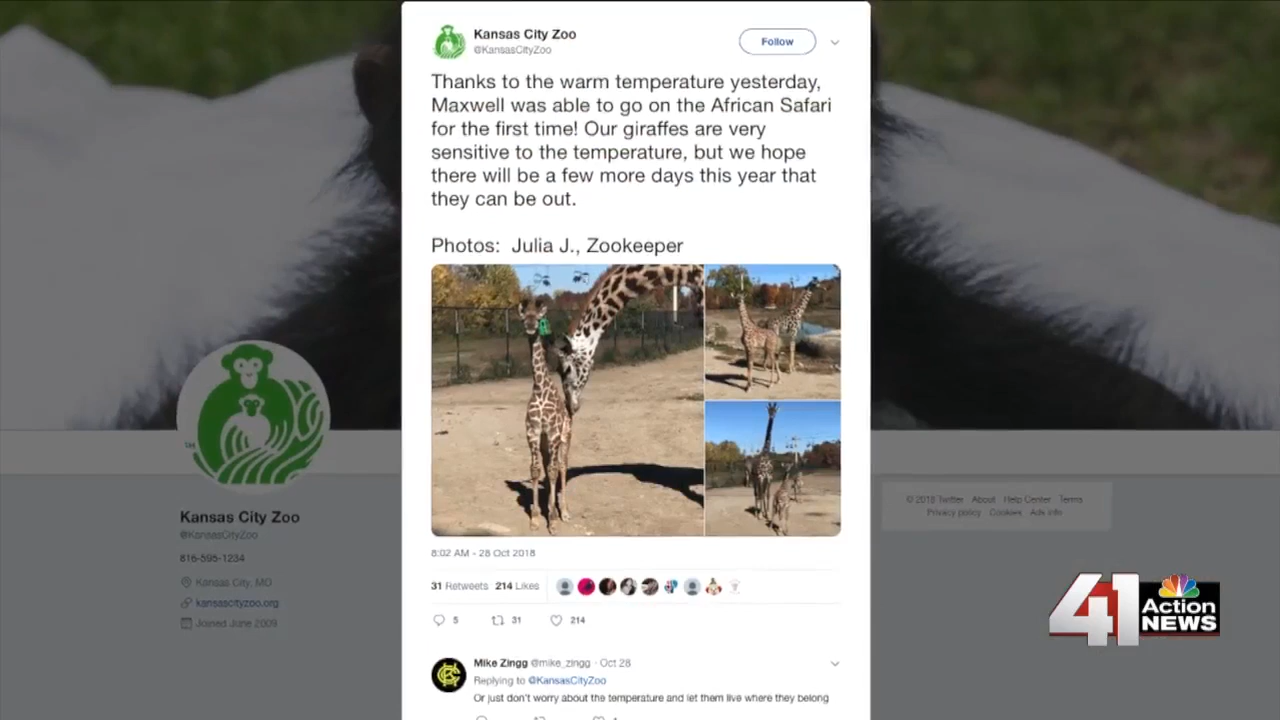 Kansas City Zoo
@KansasCityZoo
Follow
Thanks to the warm temperature yesterday,
Maxwell was able to go on the African Safari
for the first time! Our giraffes are very
sensitive to the temperature, but we hope
there will be a few more days this year that
they can be out.
Photos: Julia J., Zookeeper
8:02 AM - 28 Oct 2018
31 Retweets 214 Likes
5 31 214
Mike Zingg @mike_zingg · Oct 28
Replying to @KansasCityZoo
Or just don't worry about the temperature and let them live where they belong
TM
Kansas City Zoo
@KansasCityZoo
816-595-1234
Kansas City, MO
kansascityzoo.org
Joined June 2009
© 2018 Twitter About Help Center Terms
Privacy policy Cookies Ads info
41
Action
NEWS